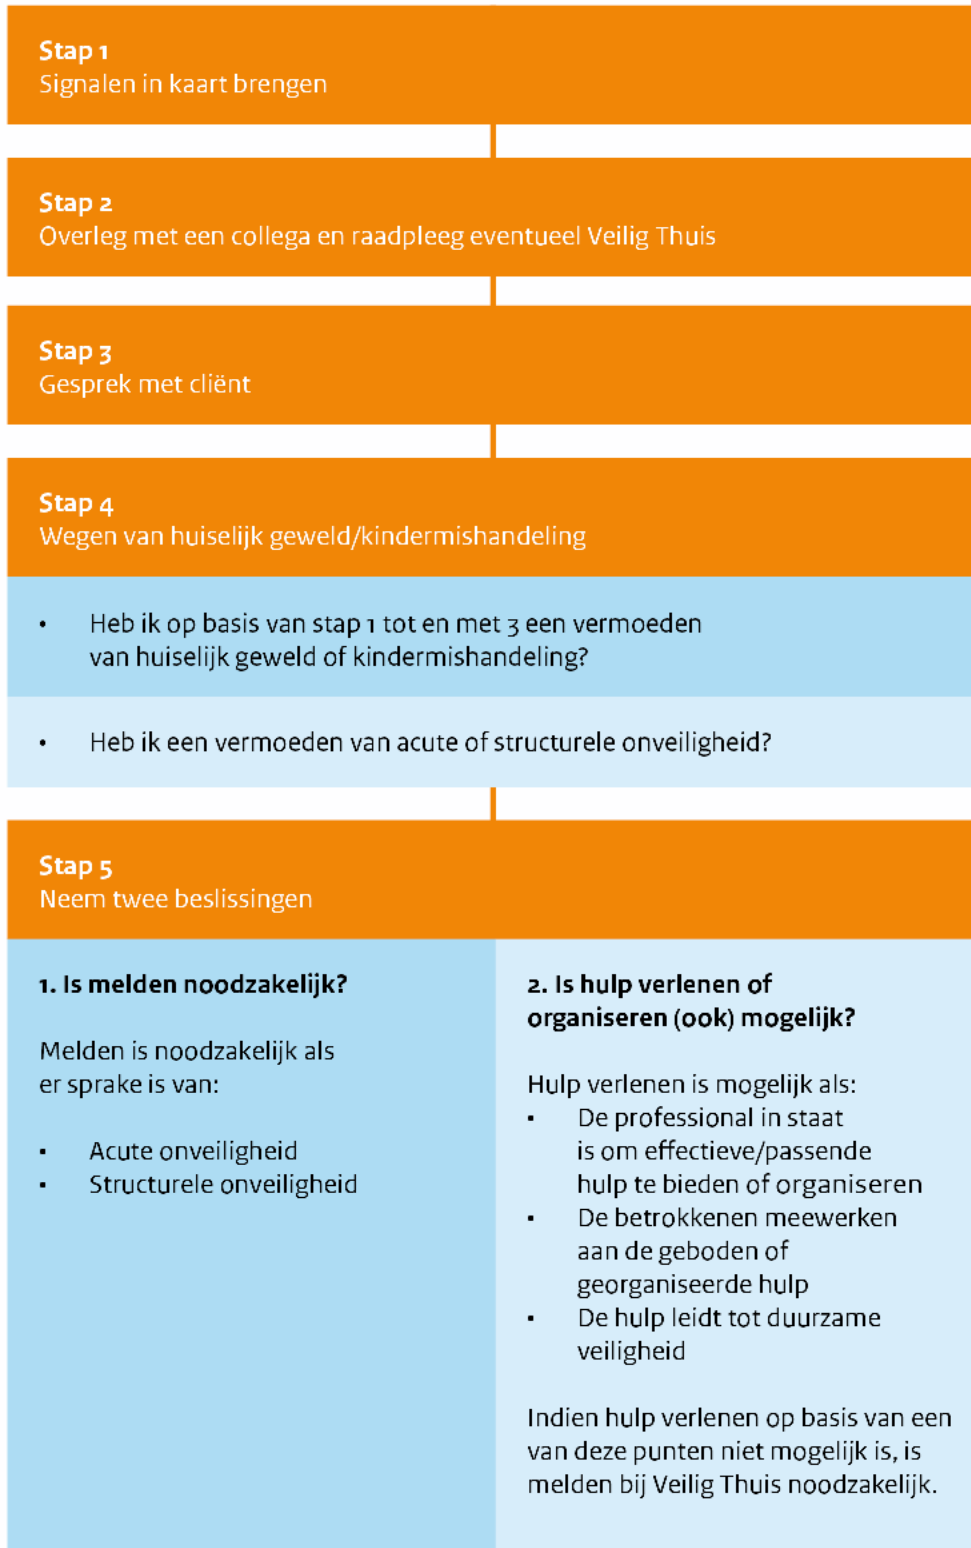 Stap 1
Signalen in kaart brengen
Stap 2
Overleg met een collega en raadpleeg eventueel Veilig Thuis
Stap 3
Gesprek met cliënt
Stap 4
Wegen van huiselijk geweld/kindermishandeling
• Heb ik op basis van stap 1 tot en met 3 een vermoeden
van huiselijk geweld of kindermishandeling?
• Heb ik een vermoeden van acute of structurele onveiligheid?
Stap 5
Neem twee beslissingen
1. Is melden noodzakelijk?
Melden is noodzakelijk als
er sprake is van:
• Acute onveiligheid
• Structurele onveiligheid
2. Is hulp verlenen of
organiseren (ook) mogelijk?
Hulp verlenen is mogelijk als:
• De professional in staat
is om effectieve/passende
hulp te bieden of organiseren
• De betrokkenen meewerken
aan de geboden of
georganiseerde hulp
• De hulp leidt tot duurzame
veiligheid
Indien hulp verlenen op basis van een
van deze punten niet mogelijk is, is
melden bij Veilig Thuis noodzakelijk.